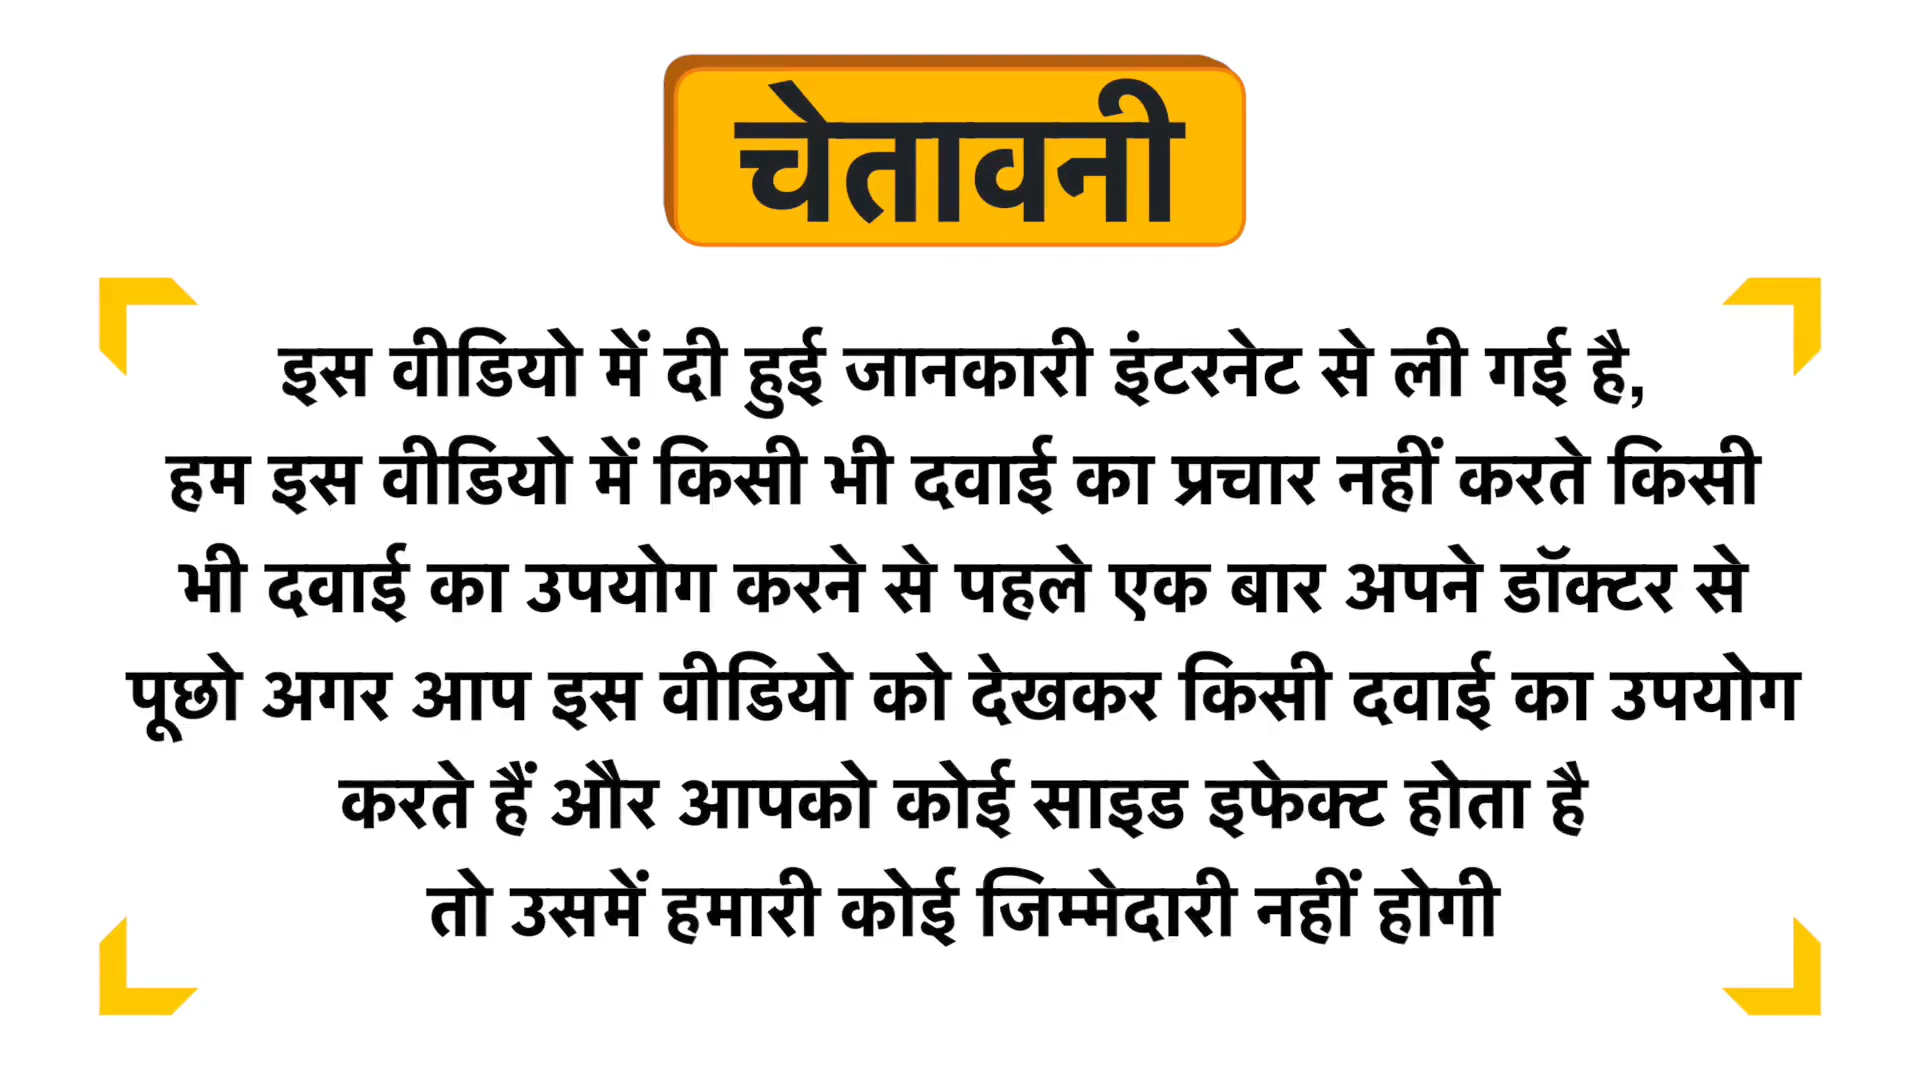 चेतावनी
इस वीडियो में दी हुई जानकारी इंटरनेट से ली गई है,
हम इस वीडियो में किसी भी दवाई का प्रचार नहीं करते किसी
भी दवाई का उपयोग करने से पहले एक बार अपने डॉक्टर से
पूछो अगर आप इस वीडियो को देखकर किसी दवाई का उपयोग
करते हैं और आपको कोई साइड इफेक्ट होता है
तो उसमें हमारी कोई जिम्मेदारी नहीं होगी